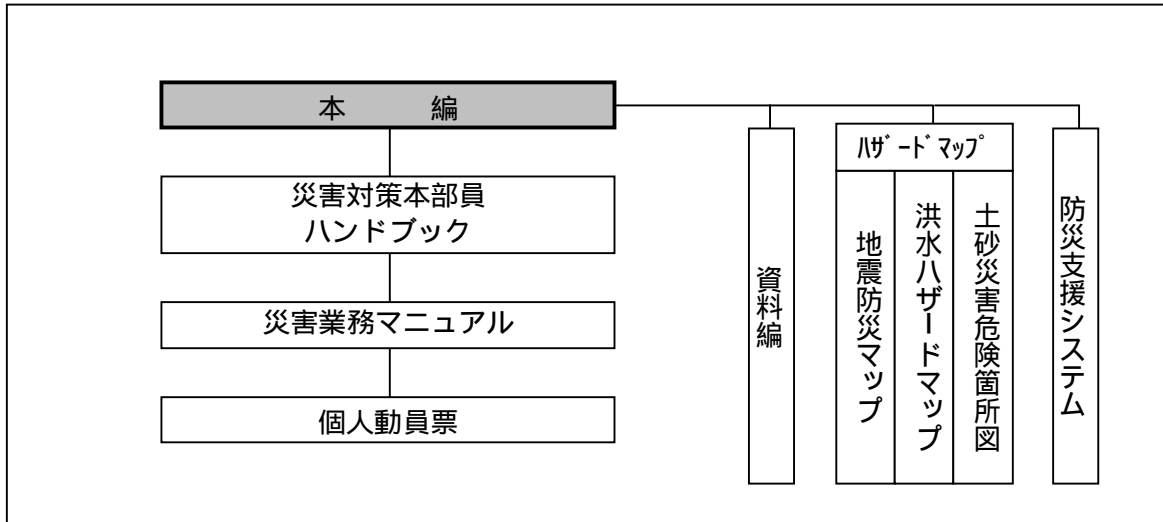 本　　　編
災害対策本部員
ハンドブック
災害業務マニュアル
個人動員票
資料編
ﾊｻﾞｰﾄﾞﾏｯﾌﾟ
地震防災マップ
洪水ハザードマップ
土砂災害危険箇所図
防災支援システム